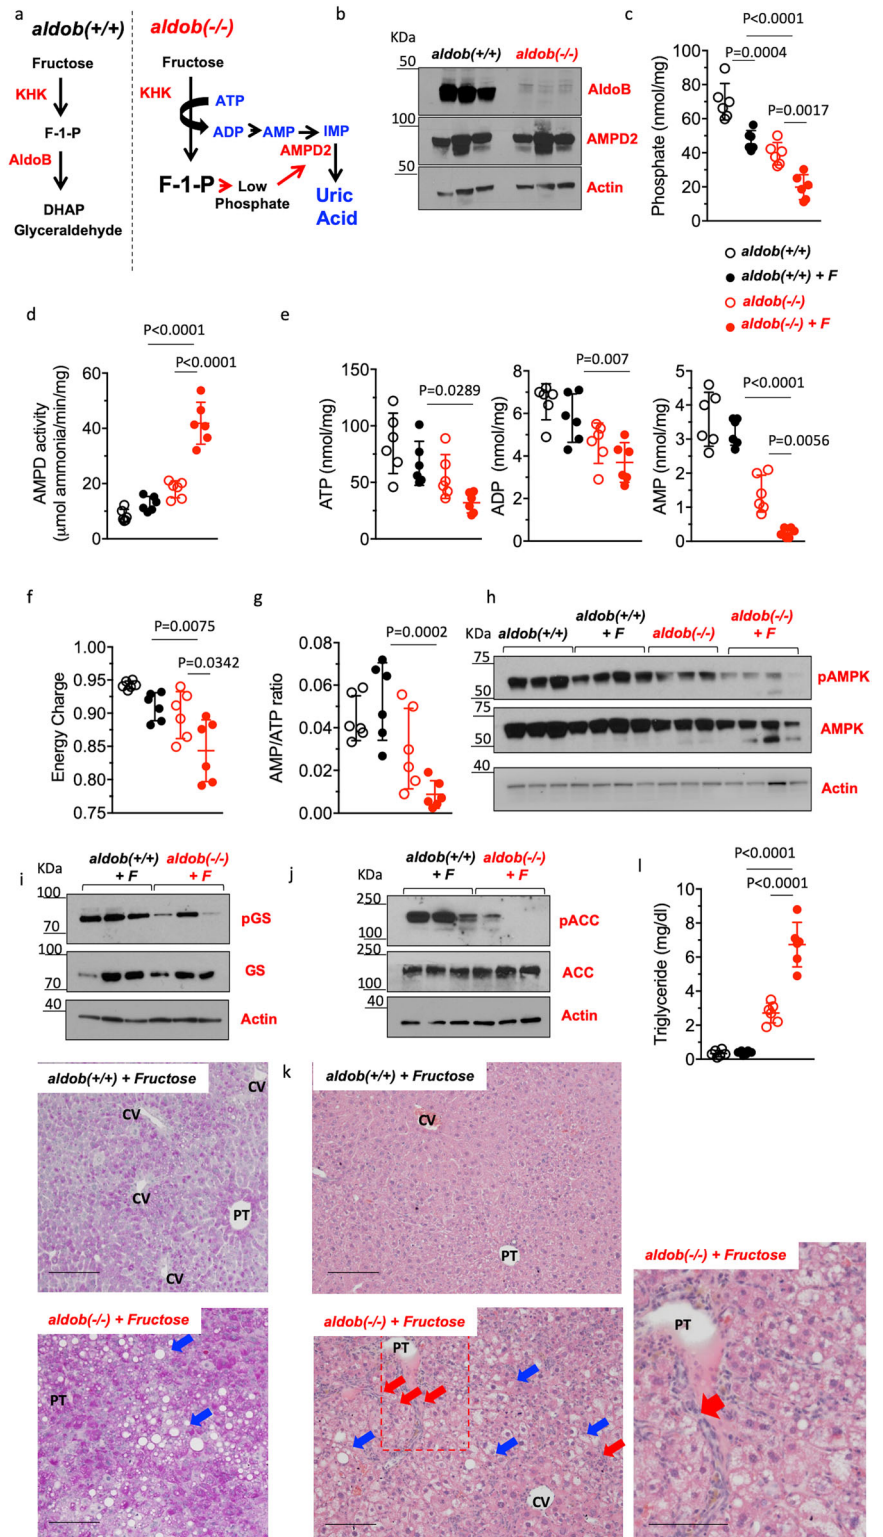 a
aldob(+/+)
aldob(-/-)
Fructose
KHK
F-1-P
AldoB
DHAP
Glyceraldehyde
Fructose
KHK
ATP
ADP
AMP
IMP
AMPD2
F-1-P
Low
Phosphate
Uric
Acid
b
KDa
aldob(+/+)
aldob(-/-)
50
AldoB
100
AMPD2
50
Actin
c
P<0.0001
P=0.0004
P=0.0017
Phosphate (nmol/mg)
100
80
60
40
20
0
aldob(+/+)
aldob(+/+) + F
aldob(-/-)
aldob(-/-) + F
d
P<0.0001
P<0.0001
AMPD activity
(µmol ammonia/min/mg)
60
40
20
0
e
P=0.0289
ATP (nmol/mg)
150
100
50
0
P=0.007
ADP (nmol/mg)
8
6
4
2
0
P<0.0001
P=0.0056
AMP (nmol/mg)
5
4
3
2
1
0
f
P=0.0075
P=0.0342
Energy Charge
1.00
0.95
0.90
0.85
0.80
0.75
g
P=0.0002
AMP/ATP ratio
0.08
0.06
0.04
0.02
0.00
h
KDa
aldob(+/+)
aldob(+/+)
+ F
aldob(-/-)
aldob(-/-)
+ F
75
50
pAMPK
75
50
AMPK
40
Actin
i
KDa
aldob(+/+)
+ F
aldob(-/-)
+ F
100
70
pGS
100
70
GS
40
Actin
j
KDa
aldob(+/+)
+ F
aldob(-/-)
+ F
250
100
pACC
250
100
ACC
40
Actin
l
P<0.0001
P<0.0001
Triglyceride (mg/dl)
10
8
6
4
2
0
aldob(+/+) + Fructose
CV
CV
CV
PT
CV
k
aldob(+/+) + Fructose
CV
PT
aldob(-/-) + Fructose
PT
aldob(-/-) + Fructose
PT
CV
aldob(-/-) + Fructose
PT